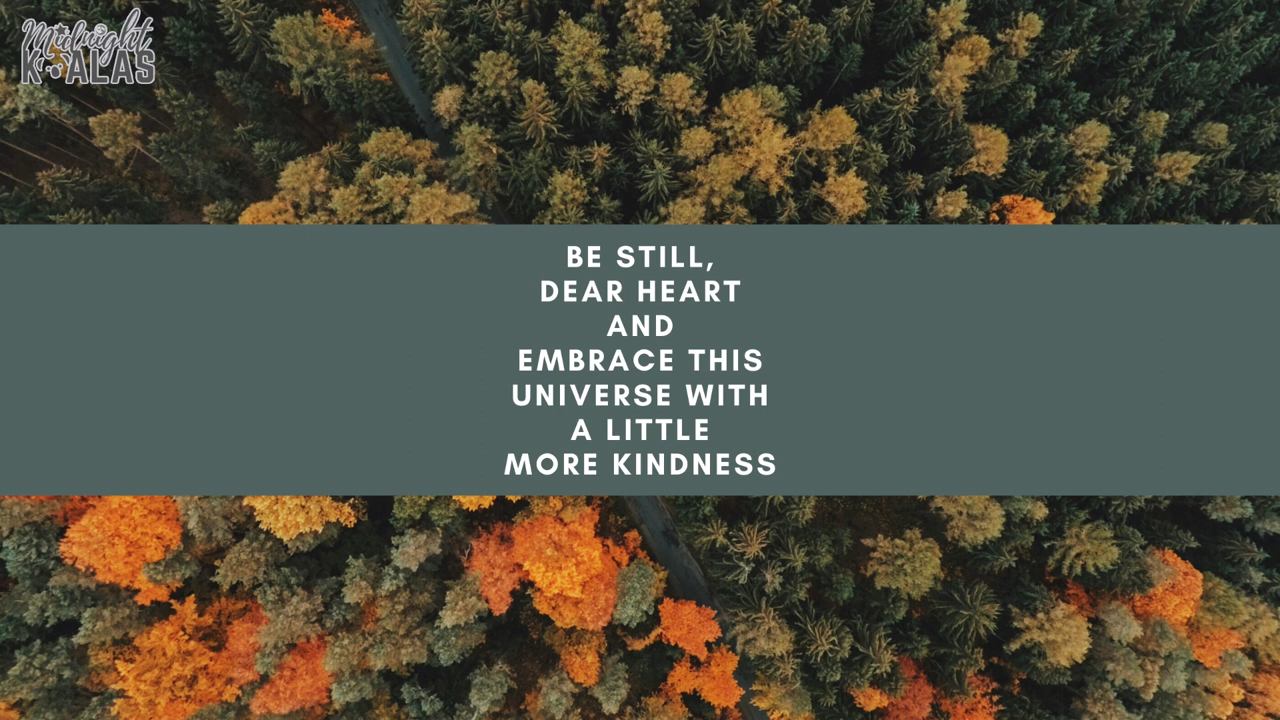 Midnight
KOALAS
BE STILL,
DEAR HEART
AND
EMBRACE THIS
UNIVERSE WITH
A LITTLE
MORE KINDNESS